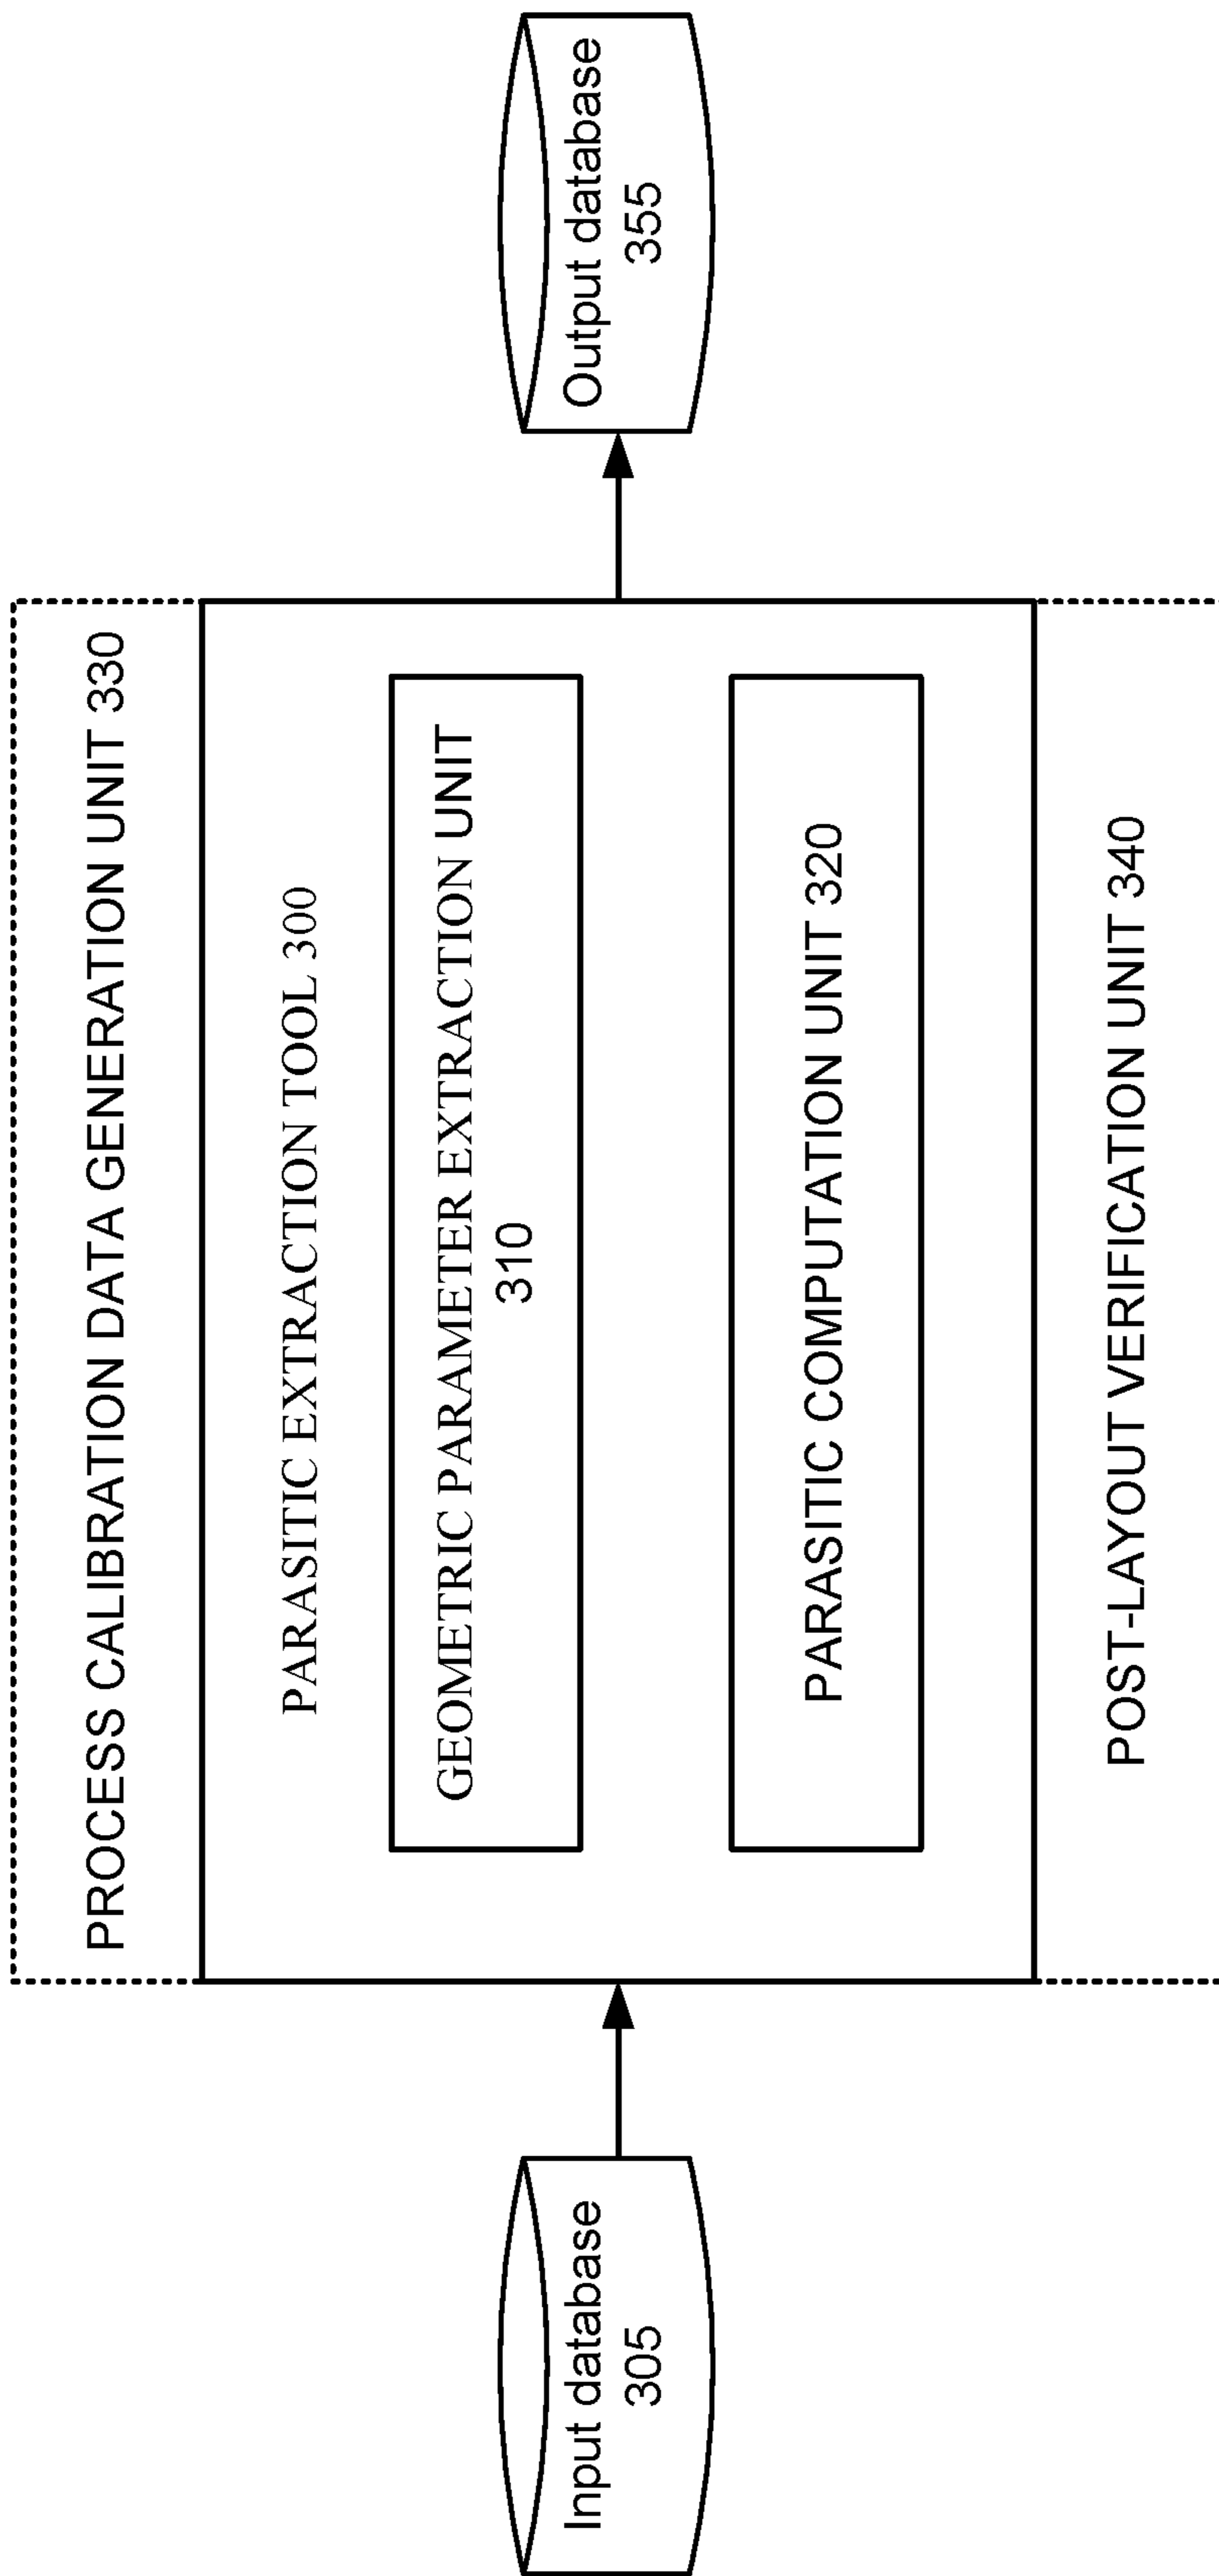 PROCESS CALIBRATION DATA GENERATION UNIT 330
PARASITIC EXTRACTION TOOL 300
GEOMETRIC PARAMETER EXTRACTION UNIT
310
Input database
305
Output database
355
PARASITIC COMPUTATION UNIT 320
POST-LAYOUT VERIFICATION UNIT 340